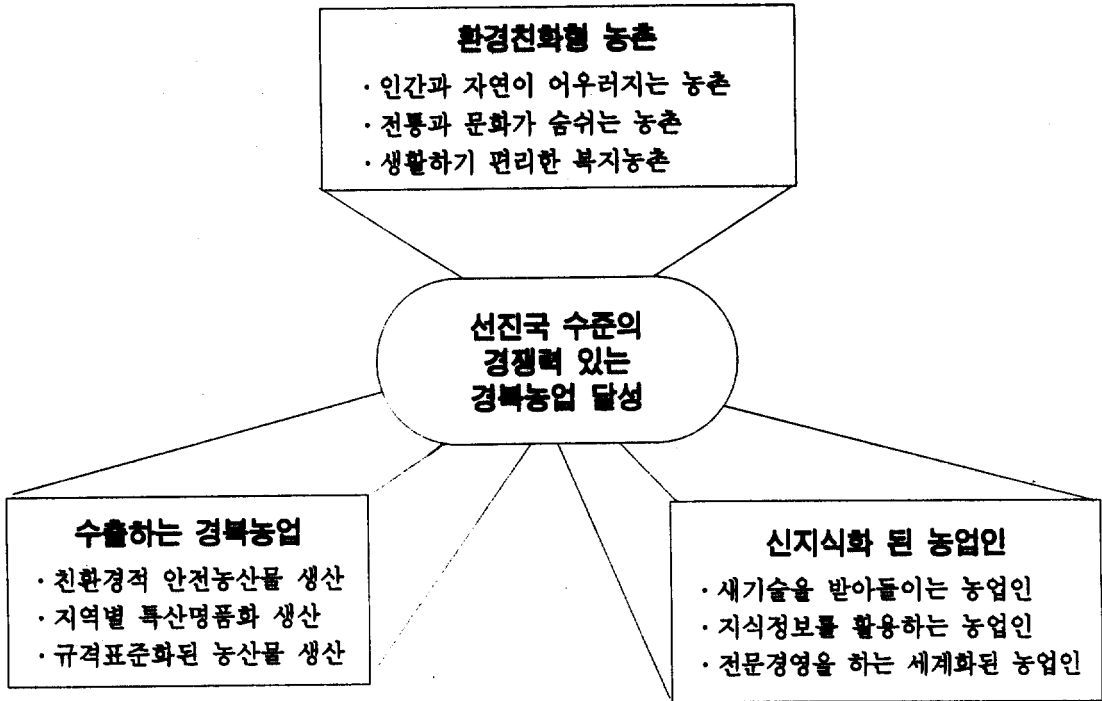 환경친화형 농촌
· 인간과 자연이 어우러지는 농촌
· 전통과 문화가 숨쉬는 농촌
· 생활하기 편리한 복지농촌
선진국 수준의
경쟁력 있는
경북농업 달성
수출하는 경북농업
· 친환경적 안전농산물 생산
· 지역별 특산명품화 생산
· 규격표준화된 농산물 생산
신지식화 된 농업인
· 새기술을 받아들이는 농업인
· 지식정보를 활용하는 농업인
· 전문경영을 하는 세계화된 농업인